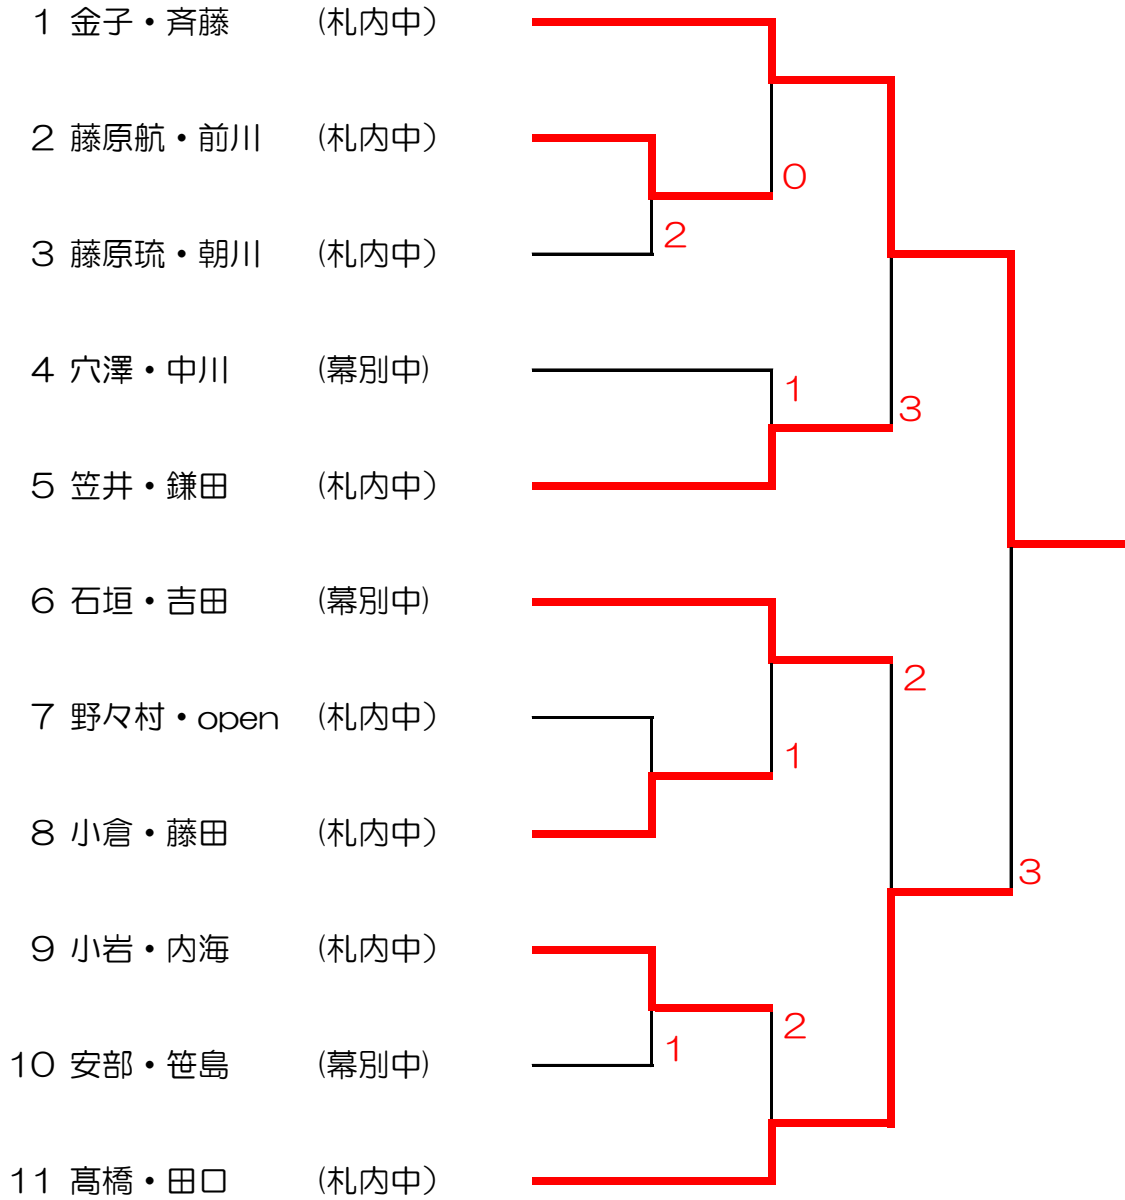 1 金子・斉藤 (札内中)
2 藤原航・前川 (札内中)
0
2
3 藤原琉・朝川 (札内中)
4 穴澤・中川 (幕別中)
1
3
5 笠井・鎌田 (札内中)
6 石垣・吉田 (幕別中)
2
7 野々村・open (札内中)
1
8 小倉・藤田 (札内中)
3
9 小岩・内海 (札内中)
2
1
10 安部・笹島 (幕別中)
11 髙橋・田口 (札内中)